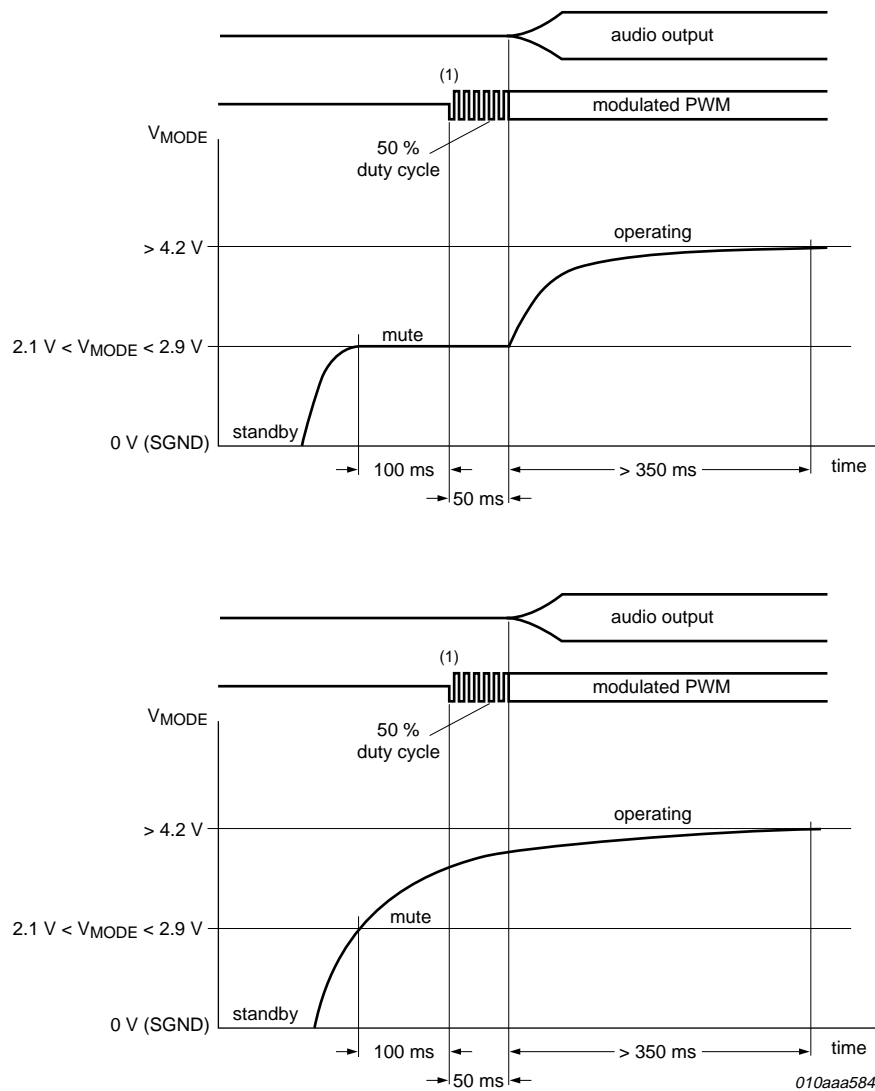 audio output
(1)
modulated PWM
VMODE
50 %
duty cycle
> 4.2 V
operating
2.1 V < VMODE < 2.9 V
mute
0 V (SGND)
standby
100 ms
> 350 ms
time
50 ms
audio output
(1)
modulated PWM
VMODE
50 %
duty cycle
> 4.2 V
operating
2.1 V < VMODE < 2.9 V
mute
0 V (SGND)
standby
100 ms
> 350 ms
time
50 ms
010aaa584